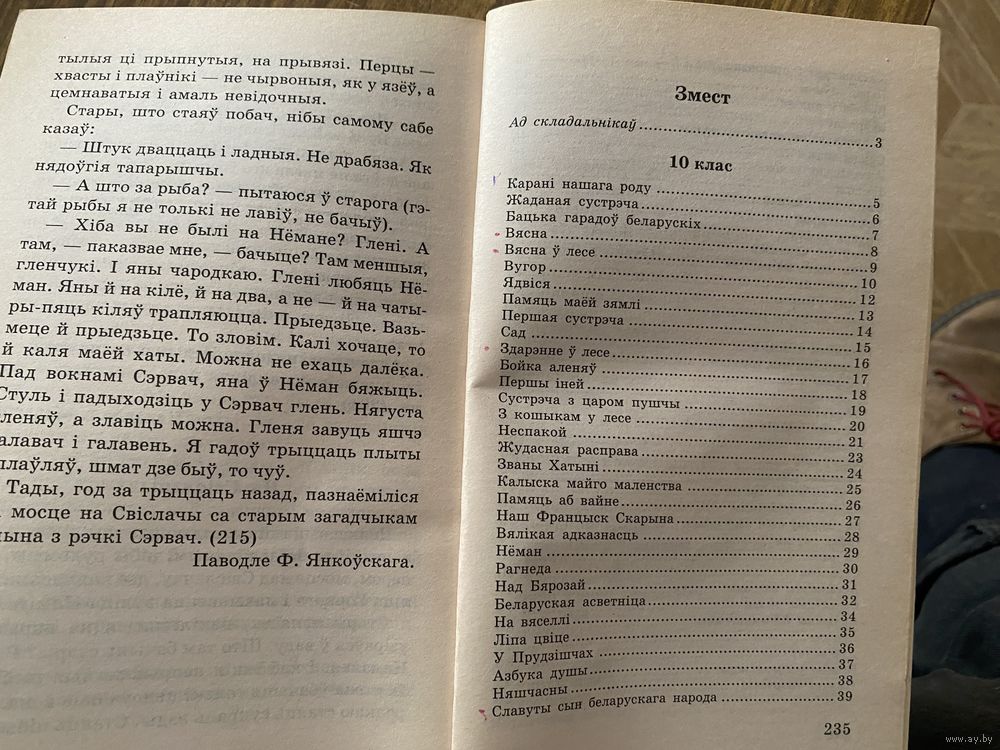 тылыя ці прыпнутыя, на прывязі. Перцы —
хвасты і плаўнікі — не чырвоныя, як у язёў, а
цемнаватыя і амаль невідочныя.
Стары, што стаяў побач, нібы самому сабе
казаў:
— Штук дваццаць і ладныя. Не драбяза. Як
нядоўгія тапарышчы.
— А што за рыба? — пытаюся ў старога (гэ-
тай рыбы я не толькі не лавіў, не бачыў).
— Хіба вы не былі на Нёмане? Глені. А
там, — паказвае мне, — бачыце? Там меншыя,
гленчукі. І яны чародкаю. Глені любяць Нё-
ман. Яны й на кілё, й на два, а не — й на чаты-
ры-пяць кіляў трапляюцца. Прыедзьце. Вазь-
меце й прыедзьце. То зловім. Калі хочаце, то
й каля маёй хаты. Можна не ехаць далёка.
Пад вокнамі Сэрвач, яна ў Нёман бяжыць.
Стуль і падыходзіць у Сэрвач глень. Нягуста
гленяў, а злавіць можна. Гленя завуць яшчэ
галавач і галавень. Я гадоў трыццаць плыты
плаўляў, шмат дзе быў, то чуў.
Тады, год за трыццаць назад, пазнаёміліся
мосце на Свіслачы са старым загадчыкам
млына з рэчкі Сэрвач. (215)
Паводле Ф. Янкоўскага.
Змест
Ад складальнікаў 3
10 клас
Карані нашага роду 5
Жаданая сустрэча 6
Бацька гарадоў беларускіх 7
Вясна 8
Вясна ў лесе 9
Вугор 10
Ядвіся 12
Памяць маёй зямлі 13
Першая сустрэча 14
Сад 15
Здарэнне ў лесе 16
Бойка аленяў 17
Першы іней 18
Сустрэча з царом пушчы 19
З кошыкам у лесе 20
Неспакой 21
Жудасная расправа 23
Званы Хатыні 24
Калыска майго маленства 25
Памяць аб вайне 26
Наш Францыск Скарына 27
Вялікая адказнасць 28
Нёман 29
Рагнеда 30
Над Бярозай 31
Беларуская асветніца 32
На вяселлі 34
Ліпа цвіце 35
У Прудзішчах 36
Азбука душы 37
Няшчасны 38
Славуты сын беларускага народа 39
235
www.ay.by